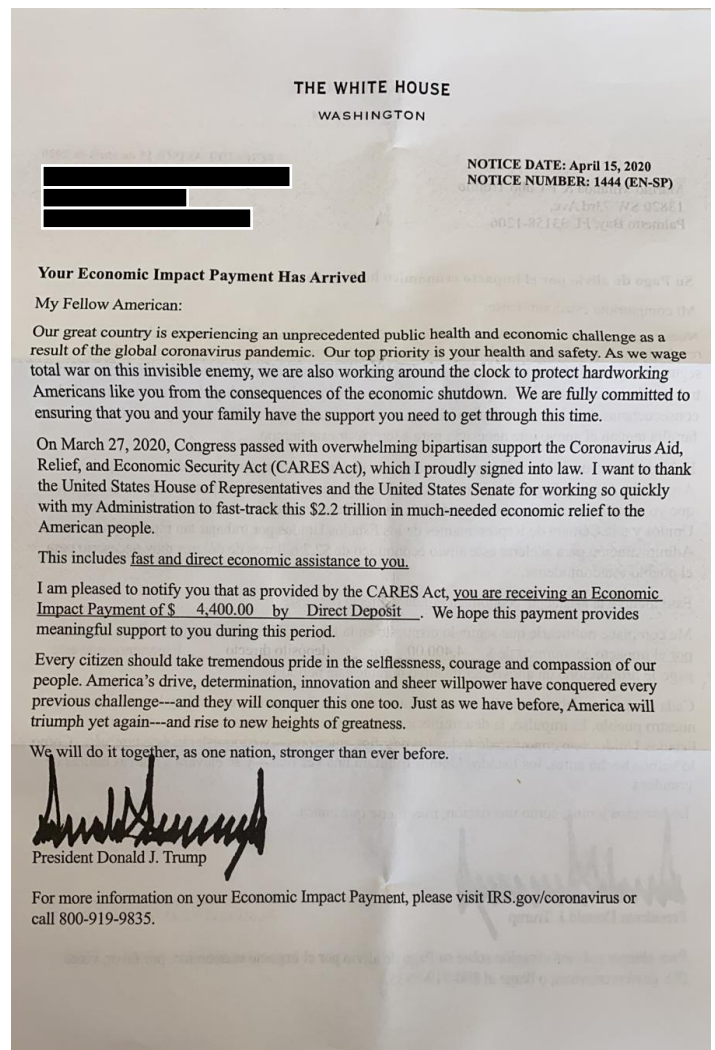 THE WHITE HOUSE
WASHINGTON
NOTICE DATE: April 15, 2020
NOTICE NUMBER: 1444 (EN-SP)
Your Economic Impact Payment Has Arrived
My Fellow American:
Our great country is experiencing an unprecedented public health and economic challenge as a
result of the global coronavirus pandemic. Our top priority is your health and safety. As we wage
total war on this invisible enemy, we are also working around the clock to protect hardworking
Americans like you from the consequences of the economic shutdown. We are fully committed to
ensuring that you and your family have the support you need to get through this time.
On March 27, 2020, Congress passed with overwhelming bipartisan support the Coronavirus Aid,
Relief, and Economic Security Act (CARES Act), which I proudly signed into law. I want to thank
the United States House of Representatives and the United States Senate for working so quickly
with my Administration to fast-track this $2.2 trillion in much-needed economic relief to the
American people.
This includes fast and direct economic assistance to you.
I am pleased to notify you that as provided by the CARES Act, you are receiving an Economic
Impact Payment of $ 4,400.00 by Direct Deposit . We hope this payment provides
meaningful support to you during this period.
Every citizen should take tremendous pride in the selflessness, courage and compassion of our
people. America's drive, determination, innovation and sheer willpower have conquered every
previous challenge---and they will conquer this one too. Just as we have before, America will
triumph yet again---and rise to new heights of greatness.
We will do it together, as one nation, stronger than ever before.
President Donald J. Trump
For more information on your Economic Impact Payment, please visit IRS.gov/coronavirus or
call 800-919-9835.